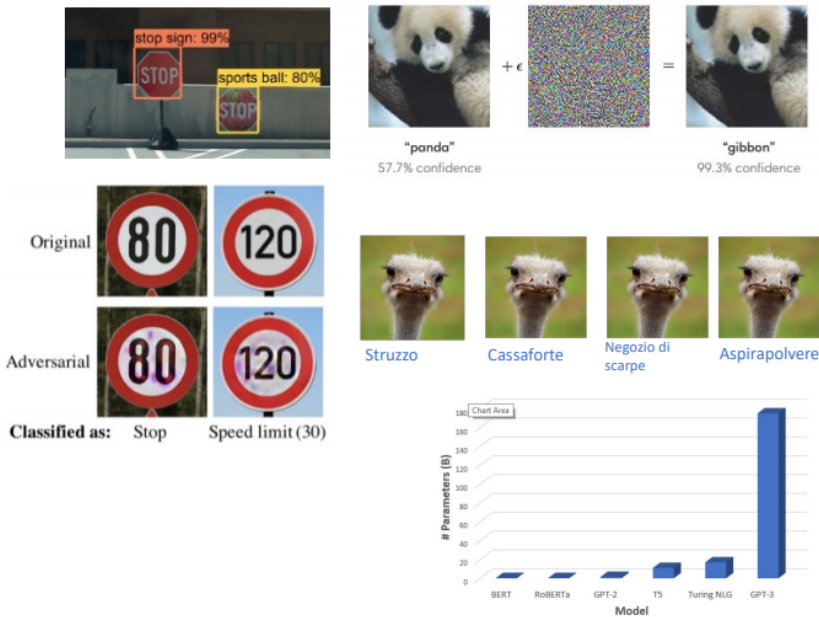 stop sign: 99%
STOP
sports ball: 80%
STOP
+ ϵ
=
“panda”
57.7% confidence
“gibbon”
99.3% confidence
Original
80
120
Adversarial
80
120
Classified as: Stop Speed limit (30)
Struzzo
Cassaforte
Negozio di
scarpe
Aspirapolvere
Chart Area
# Parameters (B)
180
160
140
120
100
80
60
40
20
0
BERT RoBERTa GPT-2 T5 Turing NLG GPT-3
Model